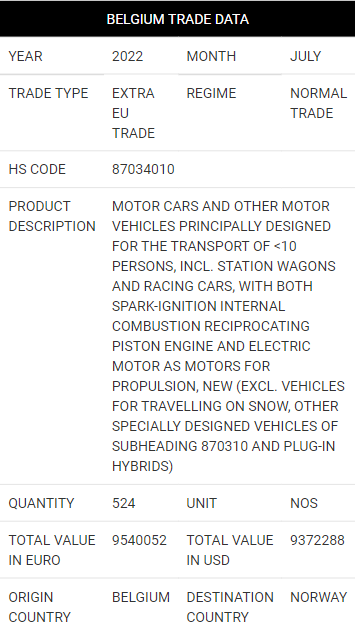 BELGIUM TRADE DATA
YEAR 2022 MONTH JULY
TRADE TYPE EXTRA REGIME NORMAL
EU TRADE
TRADE
HS CODE 87034010
PRODUCT MOTOR CARS AND OTHER MOTOR
DESCRIPTION VEHICLES PRINCIPALLY DESIGNED
FOR THE TRANSPORT OF <10
PERSONS, INCL. STATION WAGONS
AND RACING CARS, WITH BOTH
SPARK-IGNITION INTERNAL
COMBUSTION RECIPROCATING
PISTON ENGINE AND ELECTRIC
MOTOR AS MOTORS FOR
PROPULSION, NEW (EXCL. VEHICLES
FOR TRAVELLING ON SNOW, OTHER
SPECIALLY DESIGNED VEHICLES OF
SUBHEADING 870310 AND PLUG-IN
HYBRIDS)
QUANTITY 524 UNIT NOS
TOTAL VALUE 9540052 TOTAL VALUE 9372288
IN EURO IN USD
ORIGIN BELGIUM DESTINATION NORWAY
COUNTRY COUNTRY